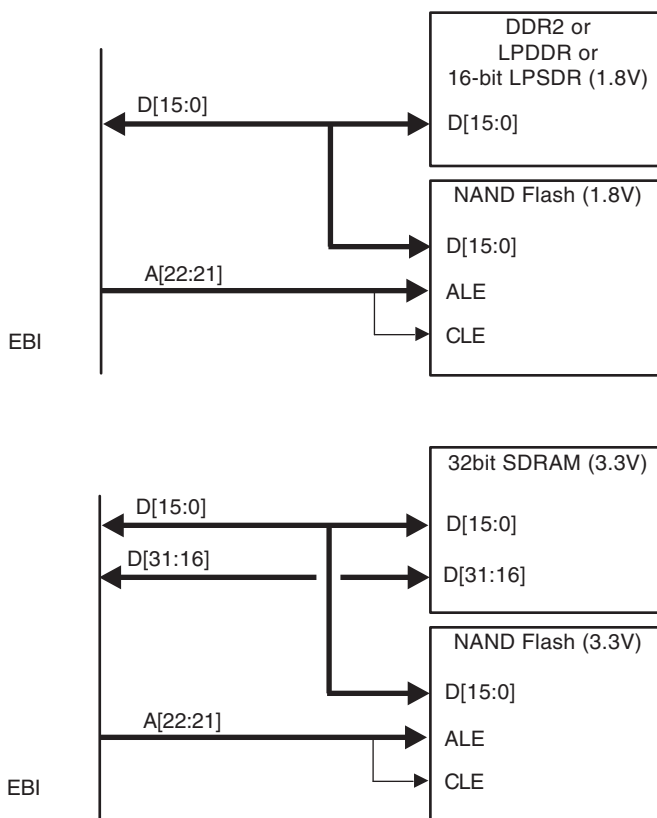 DDR2 or
LPDDR or
16-bit LPSDR (1.8V)
D[15:0]
D[15:0]
NAND Flash (1.8V)
D[15:0]
A[22:21]
ALE
EBI
CLE
32bit SDRAM (3.3V)
D[15:0]
D[15:0]
D[31:16]
D[31:16]
NAND Flash (3.3V)
D[15:0]
A[22:21]
ALE
EBI
CLE